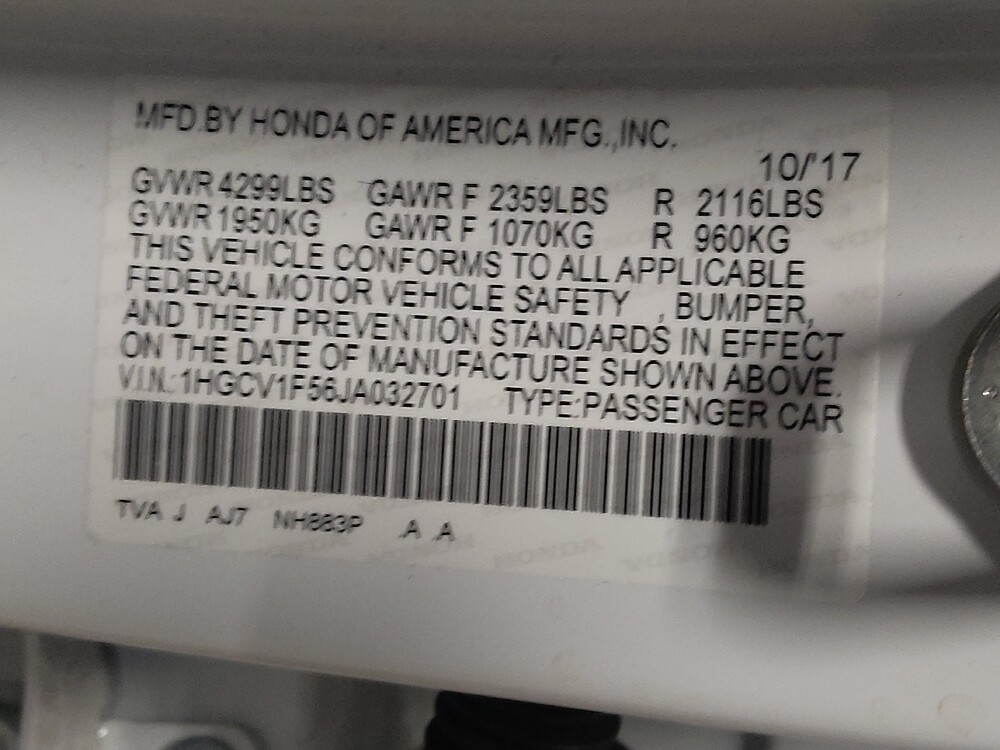 MFD.BY HONDA OF AMERICA MFG.,INC.
10/'17
GVWR 4299LBS GAWR F 2359LBS R 2116LBS
GVWR 1950KG GAWR F 1070KG R 960KG
THIS VEHICLE CONFORMS TO ALL APPLICABLE
FEDERAL MOTOR VEHICLE SAFETY , BUMPER,
AND THEFT PREVENTION STANDARDS IN EFFECT
ON THE DATE OF MANUFACTURE SHOWN ABOVE.
V.I.N.:1HGCV1F56JA032701 TYPE:PASSENGER CAR
TVA J AJ7 NH883P .A .A